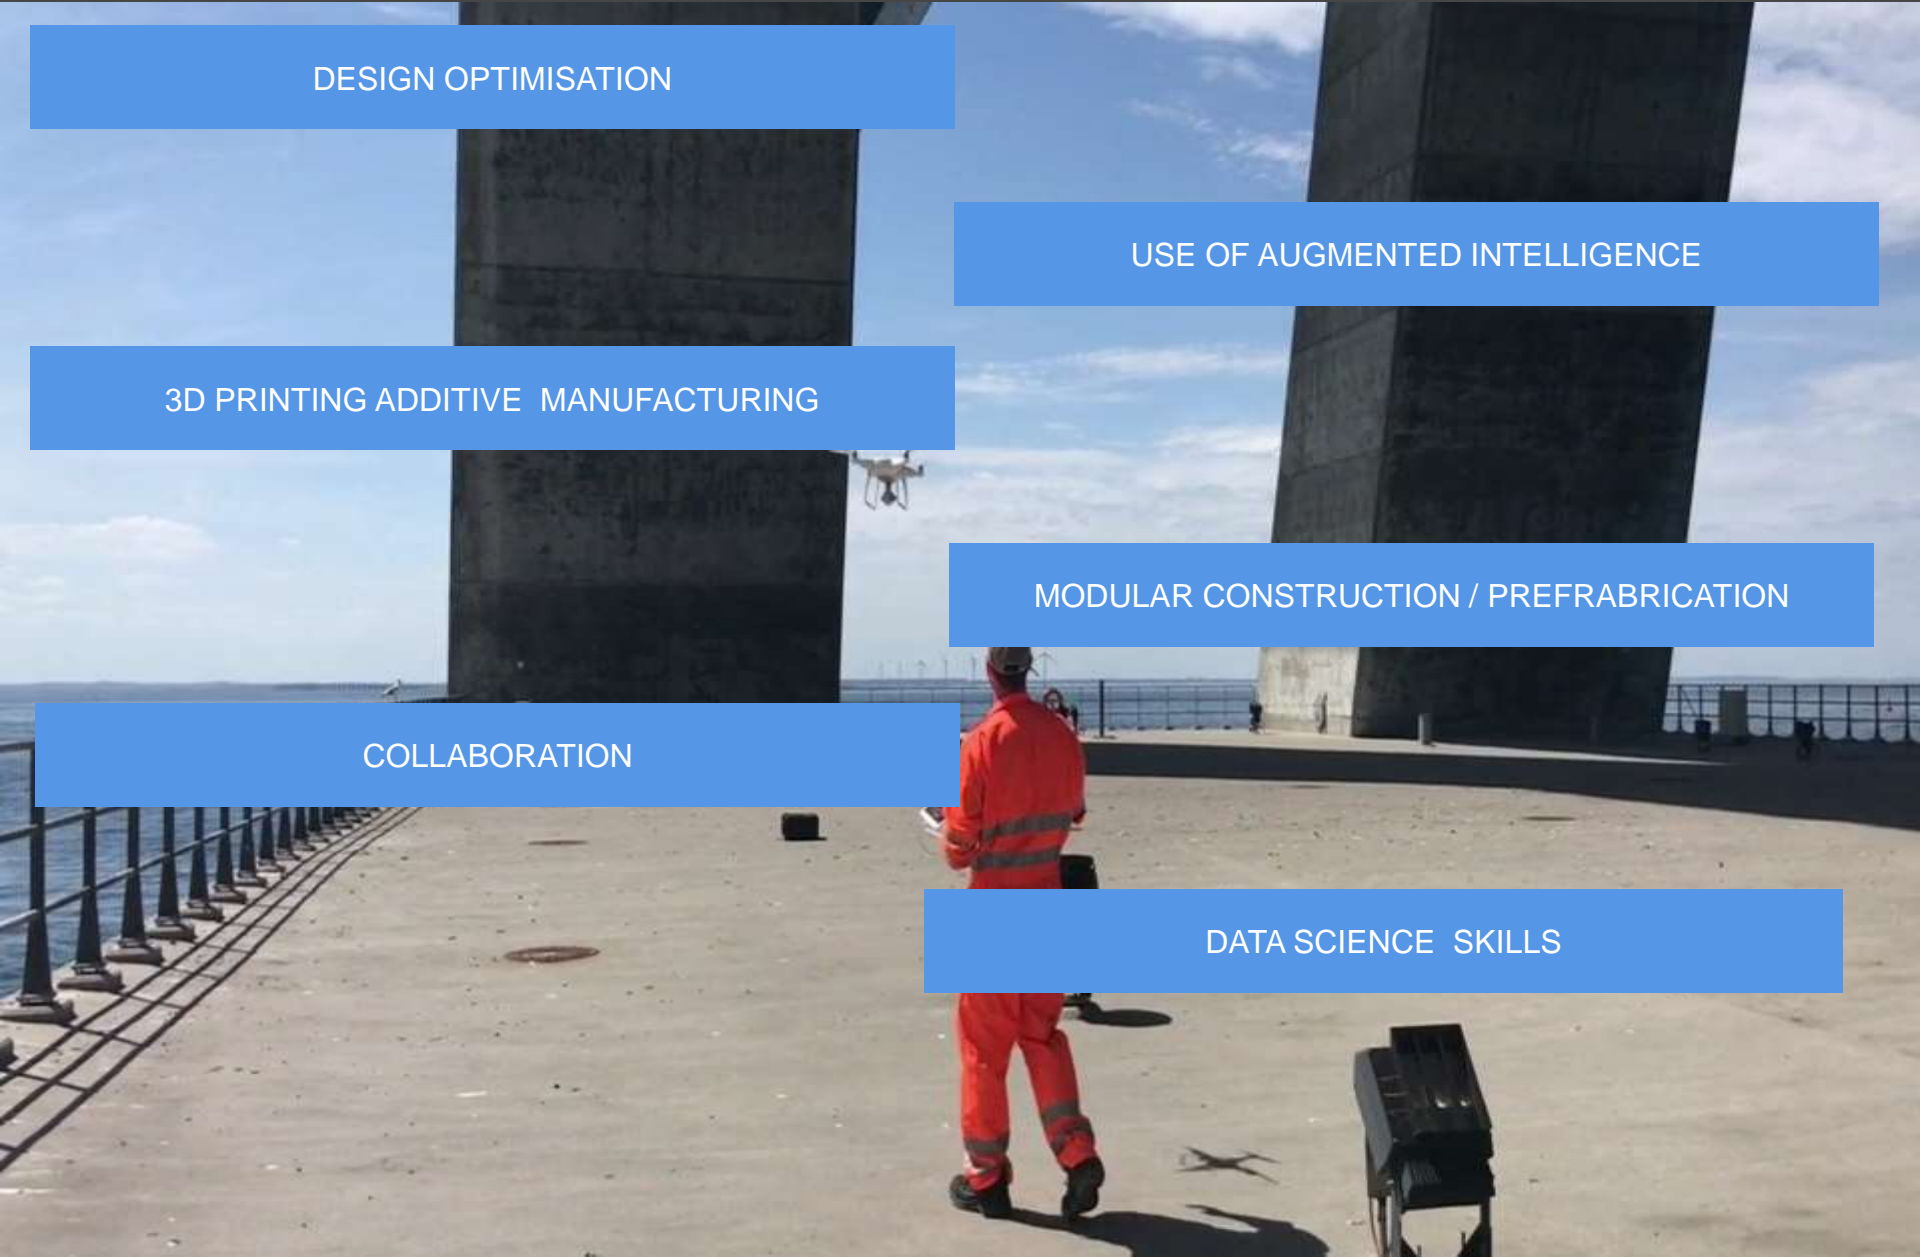 DESIGN OPTIMISATION
USE OF AUGMENTED INTELLIGENCE
3D PRINTING ADDITIVE  MANUFACTURING
MODULAR CONSTRUCTION / PREFRABRICATION
COLLABORATION
DATA SCIENCE  SKILLS